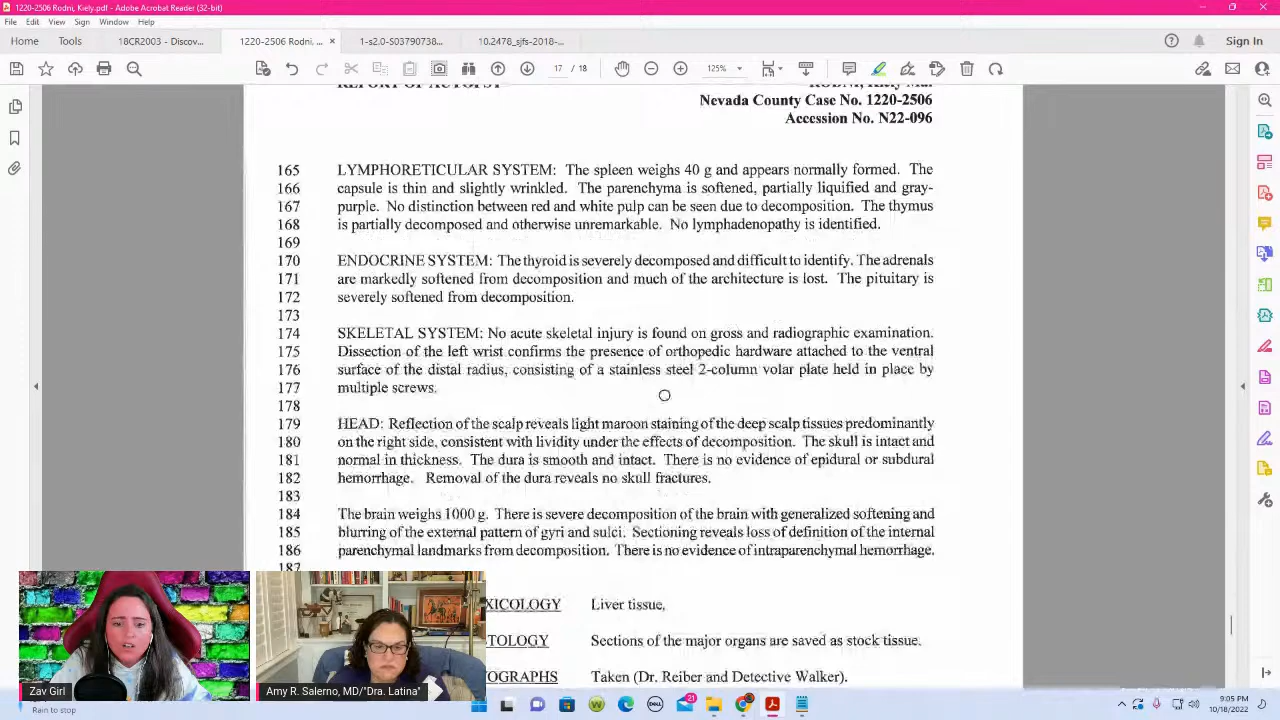 1220-2506 Rodni, Kiely.pdf - Adobe Acrobat Reader (32-bit)
File Edit View Sign Window Help
Home Tools 18CR2003 - Discov... 1220-2506 Rodni, ... × 1-s2.0-S03790738... 10.2478_sjfs-2018-... Sign In
17 / 18 125%
REPORT OF AUTOPSY
Nevada County Case No. 1220-2506
Accession No. N22-096
165 LYMPHORETICULAR SYSTEM: The spleen weighs 40 g and appears normally formed. The
166 capsule is thin and slightly wrinkled. The parenchyma is softened, partially liquified and gray-
167 purple. No distinction between red and white pulp can be seen due to decomposition. The thymus
168 is partially decomposed and otherwise unremarkable. No lymphadenopathy is identified.
169
170 ENDOCRINE SYSTEM: The thyroid is severely decomposed and difficult to identify. The adrenals
171 are markedly softened from decomposition and much of the architecture is lost. The pituitary is
172 severely softened from decomposition.
173
174 SKELETAL SYSTEM: No acute skeletal injury is found on gross and radiographic examination.
175 Dissection of the left wrist confirms the presence of orthopedic hardware attached to the ventral
176 surface of the distal radius, consisting of a stainless steel 2-column volar plate held in place by
177 multiple screws.
178
179 HEAD: Reflection of the scalp reveals light maroon staining of the deep scalp tissues predominantly
180 on the right side, consistent with lividity under the effects of decomposition. The skull is intact and
181 normal in thickness. The dura is smooth and intact. There is no evidence of epidural or subdural
182 hemorrhage. Removal of the dura reveals no skull fractures.
183
184 The brain weighs 1000 g. There is severe decomposition of the brain with generalized softening and
185 blurring of the external pattern of gyri and sulci. Sectioning reveals loss of definition of the internal
186 parenchymal landmarks from decomposition. There is no evidence of intraparenchymal hemorrhage.
187
XICOLOGY Liver tissue,
TOLOGY Sections of the major organs are saved as stock tissue.
OGRAPHS Taken (Dr. Reiber and Detective Walker).
Zav Girl
Amy R. Salerno, MD/"Dra. Latina"
Rain to stop
DELL
21
9:05 PM
10/18/2022